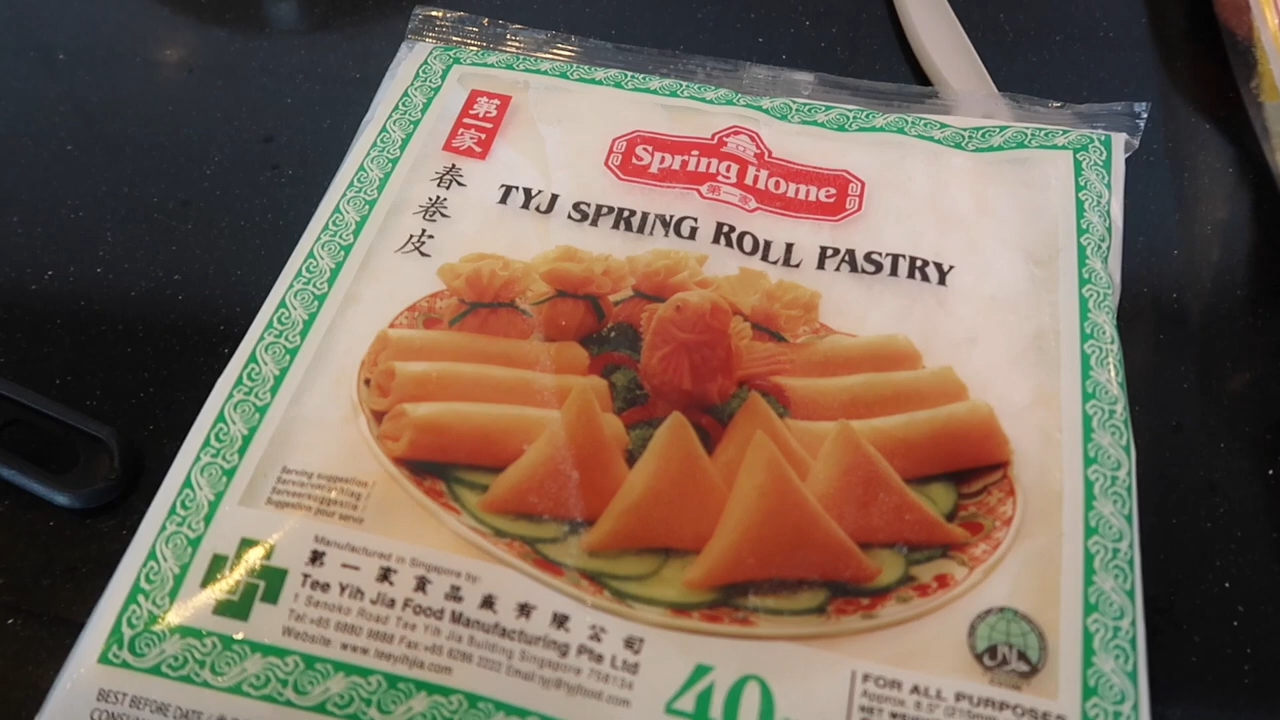 第一家
春卷皮
Spring Home
第一家
TYJ SPRING ROLL PASTRY
Serving suggestion /
Serviervorschlag /
Serveersuggestie /
Suggestion pour servir
Manufactured in Singapore by:
第一家食品廠有限公司
Tee Yih Jia Food Manufacturing Pte Ltd
1 Senoko Road Tee Yih Jia Building Singapore 758134
Tel:+65 6880 9888 Fax:+65 6286 2222 Email:tyj@tyjfood.com
Website: www.teeyihjia.com
40
FOR ALL PURPOSES
Approx. 8.5" (215mm
NET
BEST BEFORE DATE /